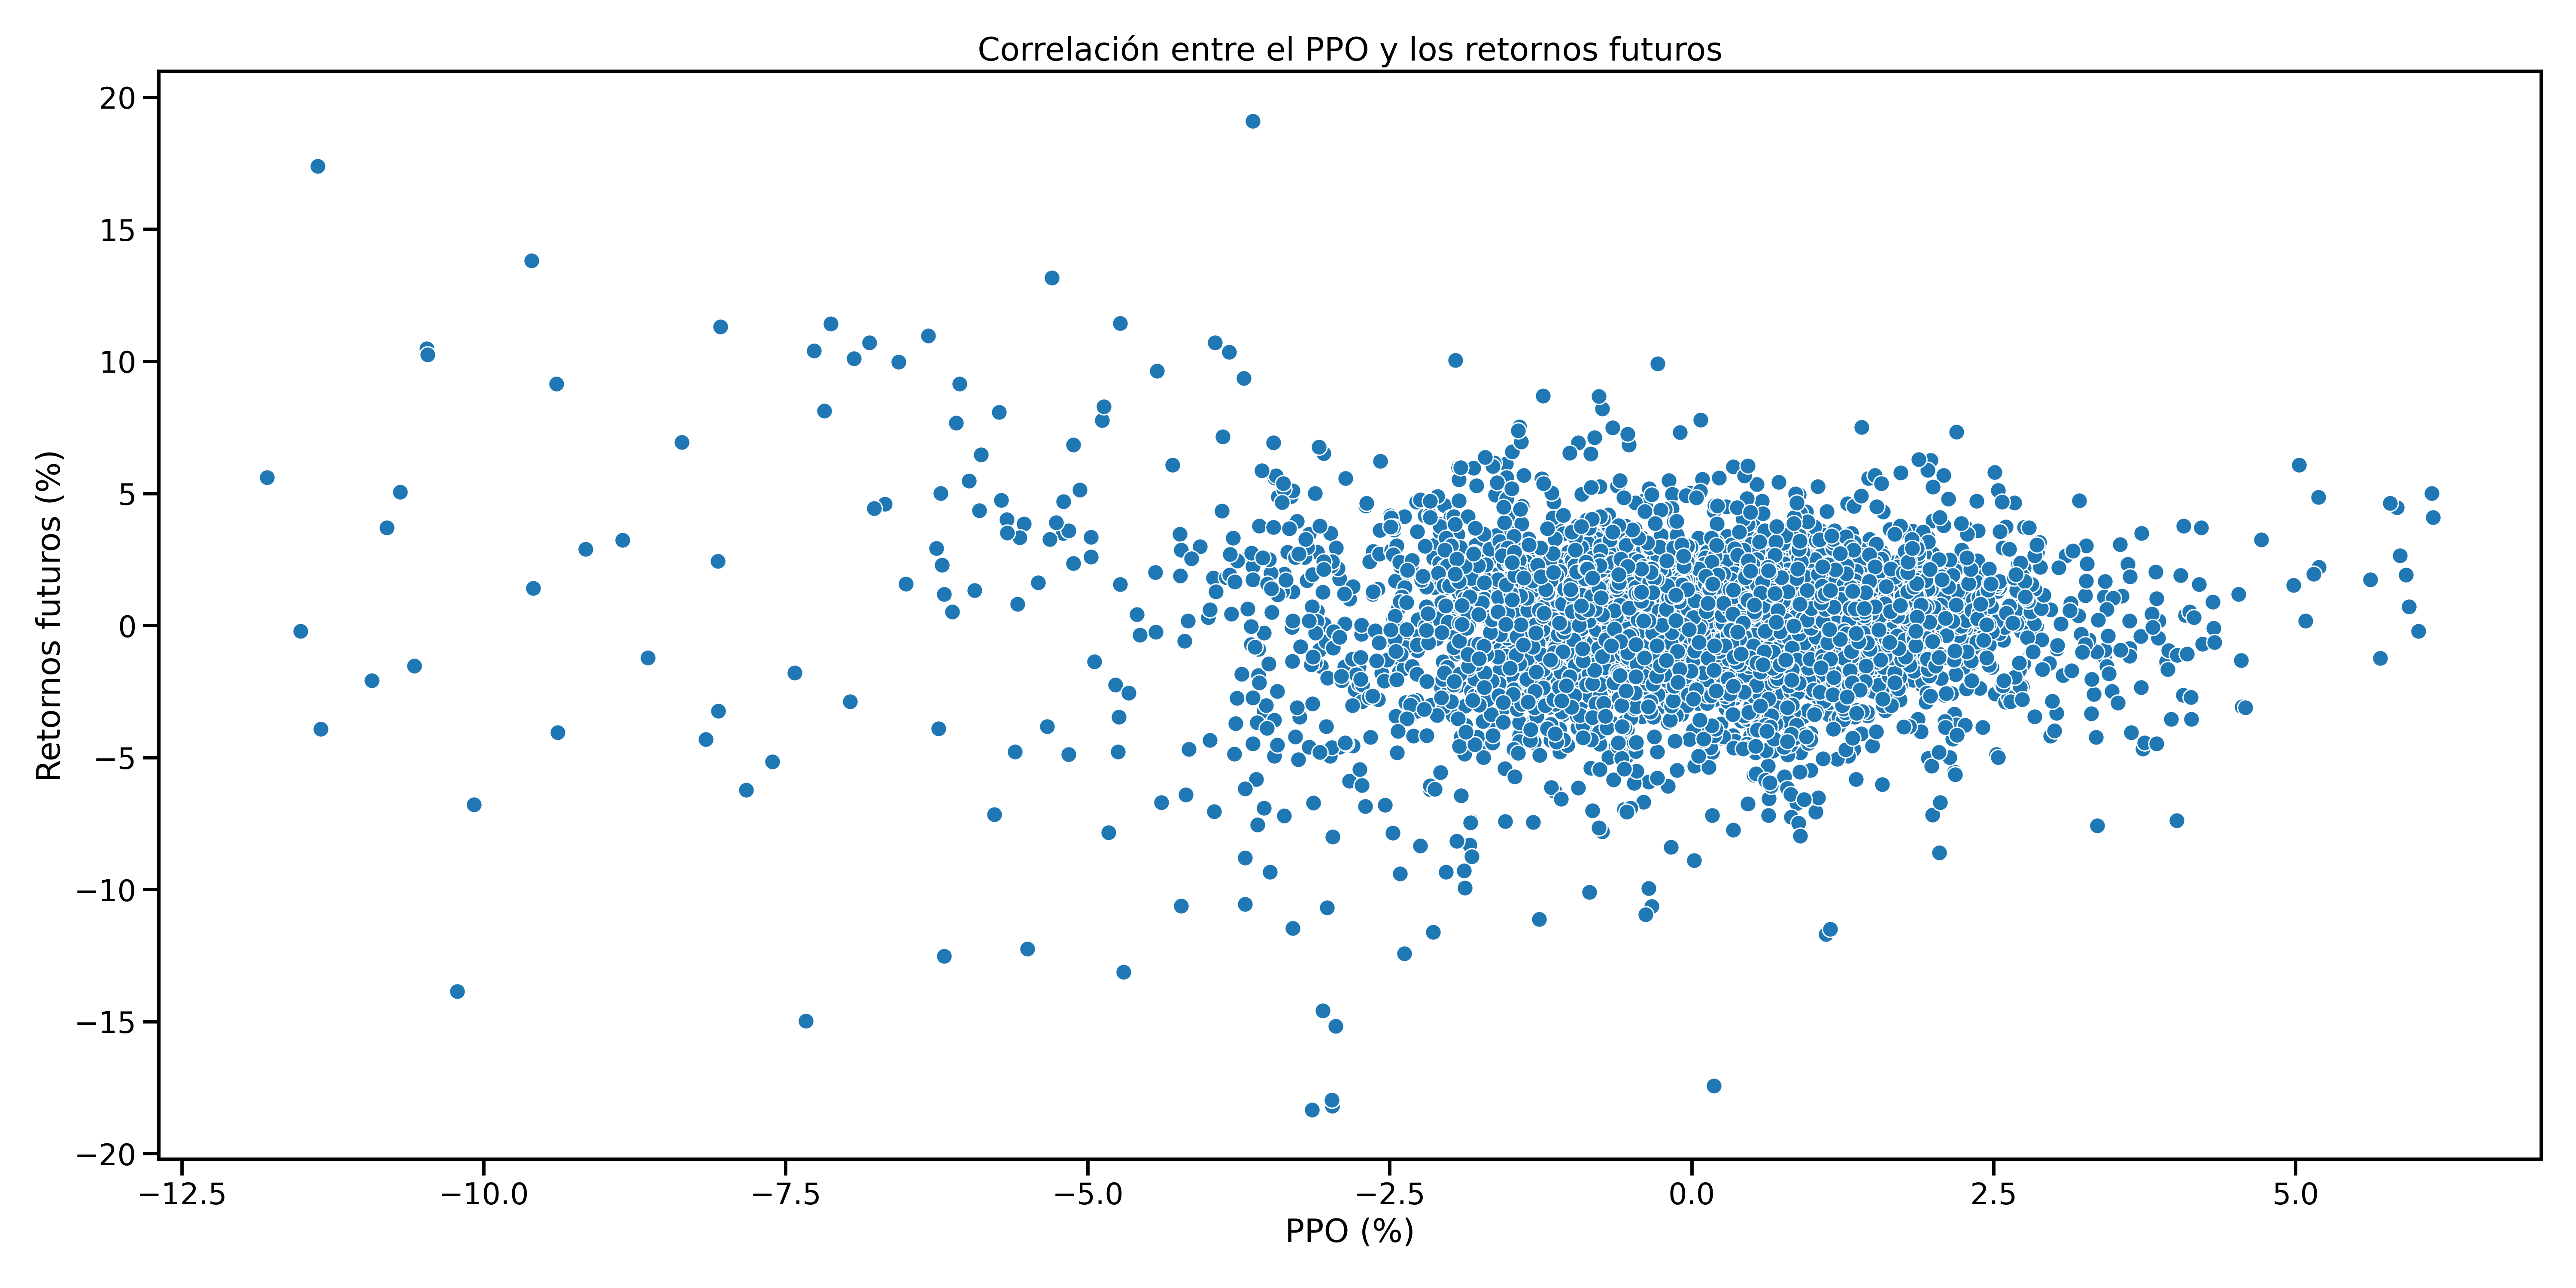 Correlación entre el PPO y los retornos futuros
20
15
10
5
0
−5
−10
−15
−20
Retornos futuros (%)
−12.5 −10.0 −7.5 −5.0 −2.5 0.0 2.5 5.0
PPO (%)